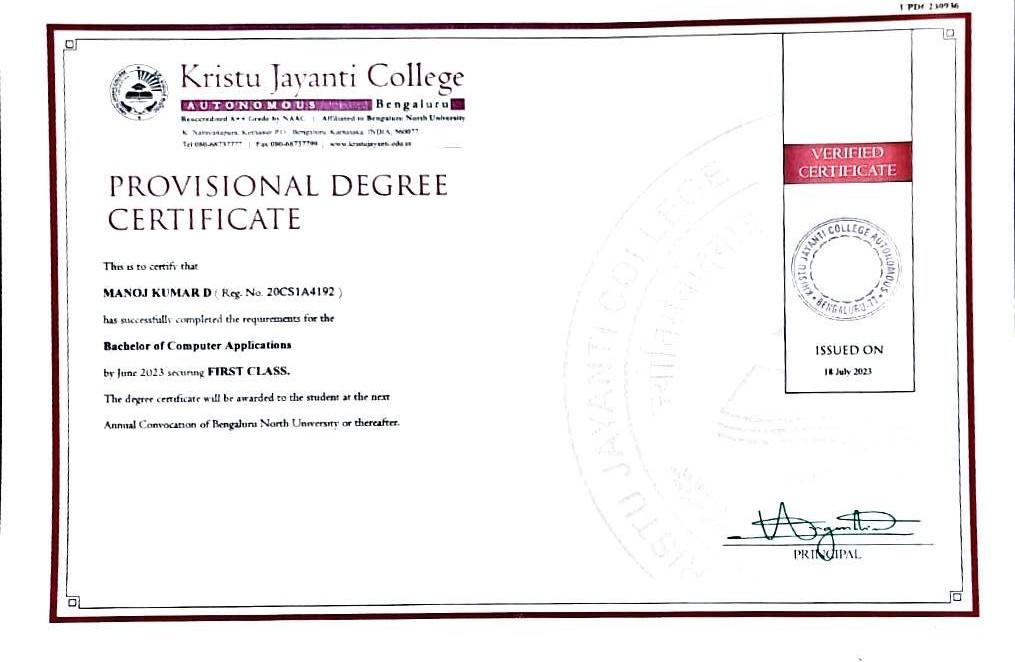 UPD# 230936
Kristu Jayanti College
AUTONOMOUS Bengaluru
Reaccredited A++ Grade by NAAC | Affiliated to Bengaluru North University
K. Narayanapura, Kothanur P.O., Bengaluru, Karnataka, INDIA, 560077
Tel 080-68737777 | Fax 080-68737799 | www.kristujayanti.edu.in
PROVISIONAL DEGREE
CERTIFICATE
This is to certify that
MANOJ KUMAR D ( Reg. No. 20CS1A4192 )
has successfully completed the requirements for the
Bachelor of Computer Applications
by June 2023 securing FIRST CLASS.
The degree certificate will be awarded to the student at the next
Annual Convocation of Bengaluru North University or thereafter.
VERIFIED
CERTIFICATE
KRISTU JAYANTI COLLEGE AUTONOMOUS
BENGALURU-77
ISSUED ON
18 July 2023
KRISTU JAYANTI COLLEGE
PRINCIPAL